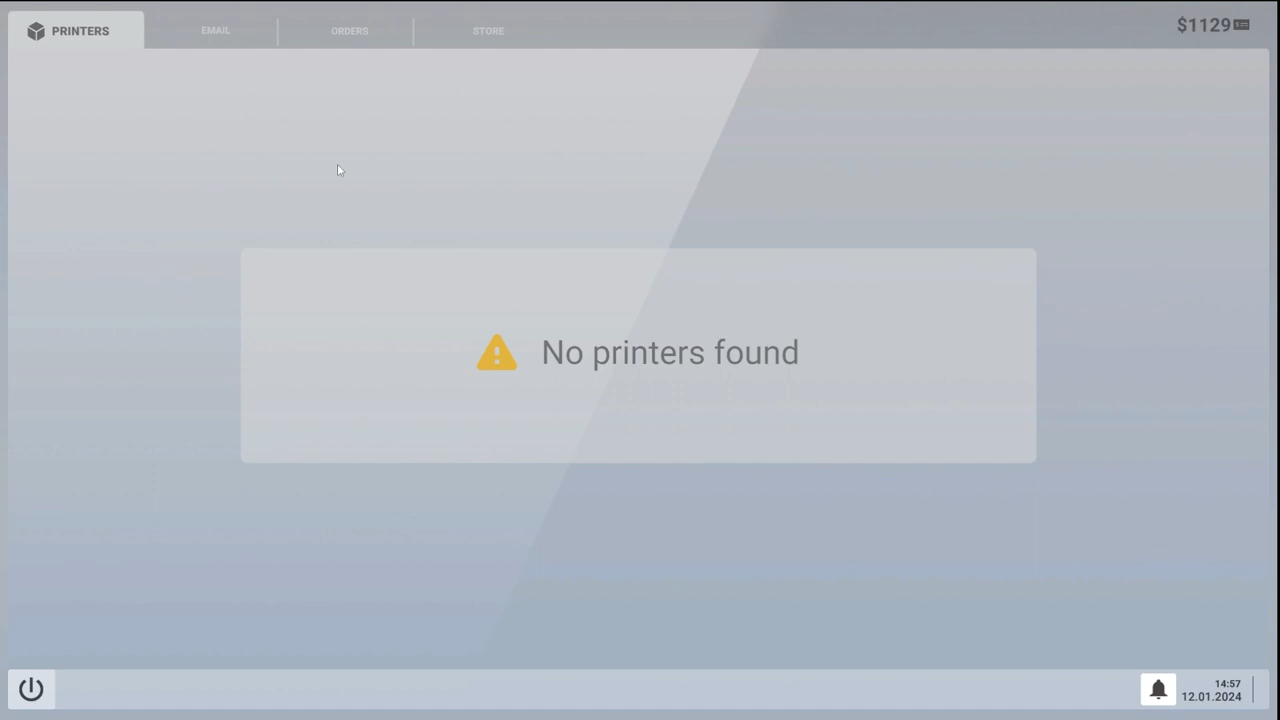 PRINTERS
EMAIL
ORDERS
STORE
$1129
No printers found
14:57
12.01.2024